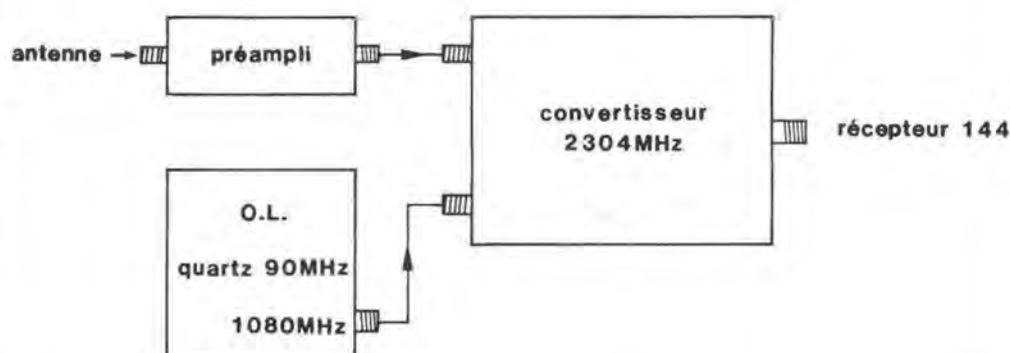 antenne
préampli
convertisseur
2304MHz
récepteur 144
O.L.
quartz 90MHz
1080MHz